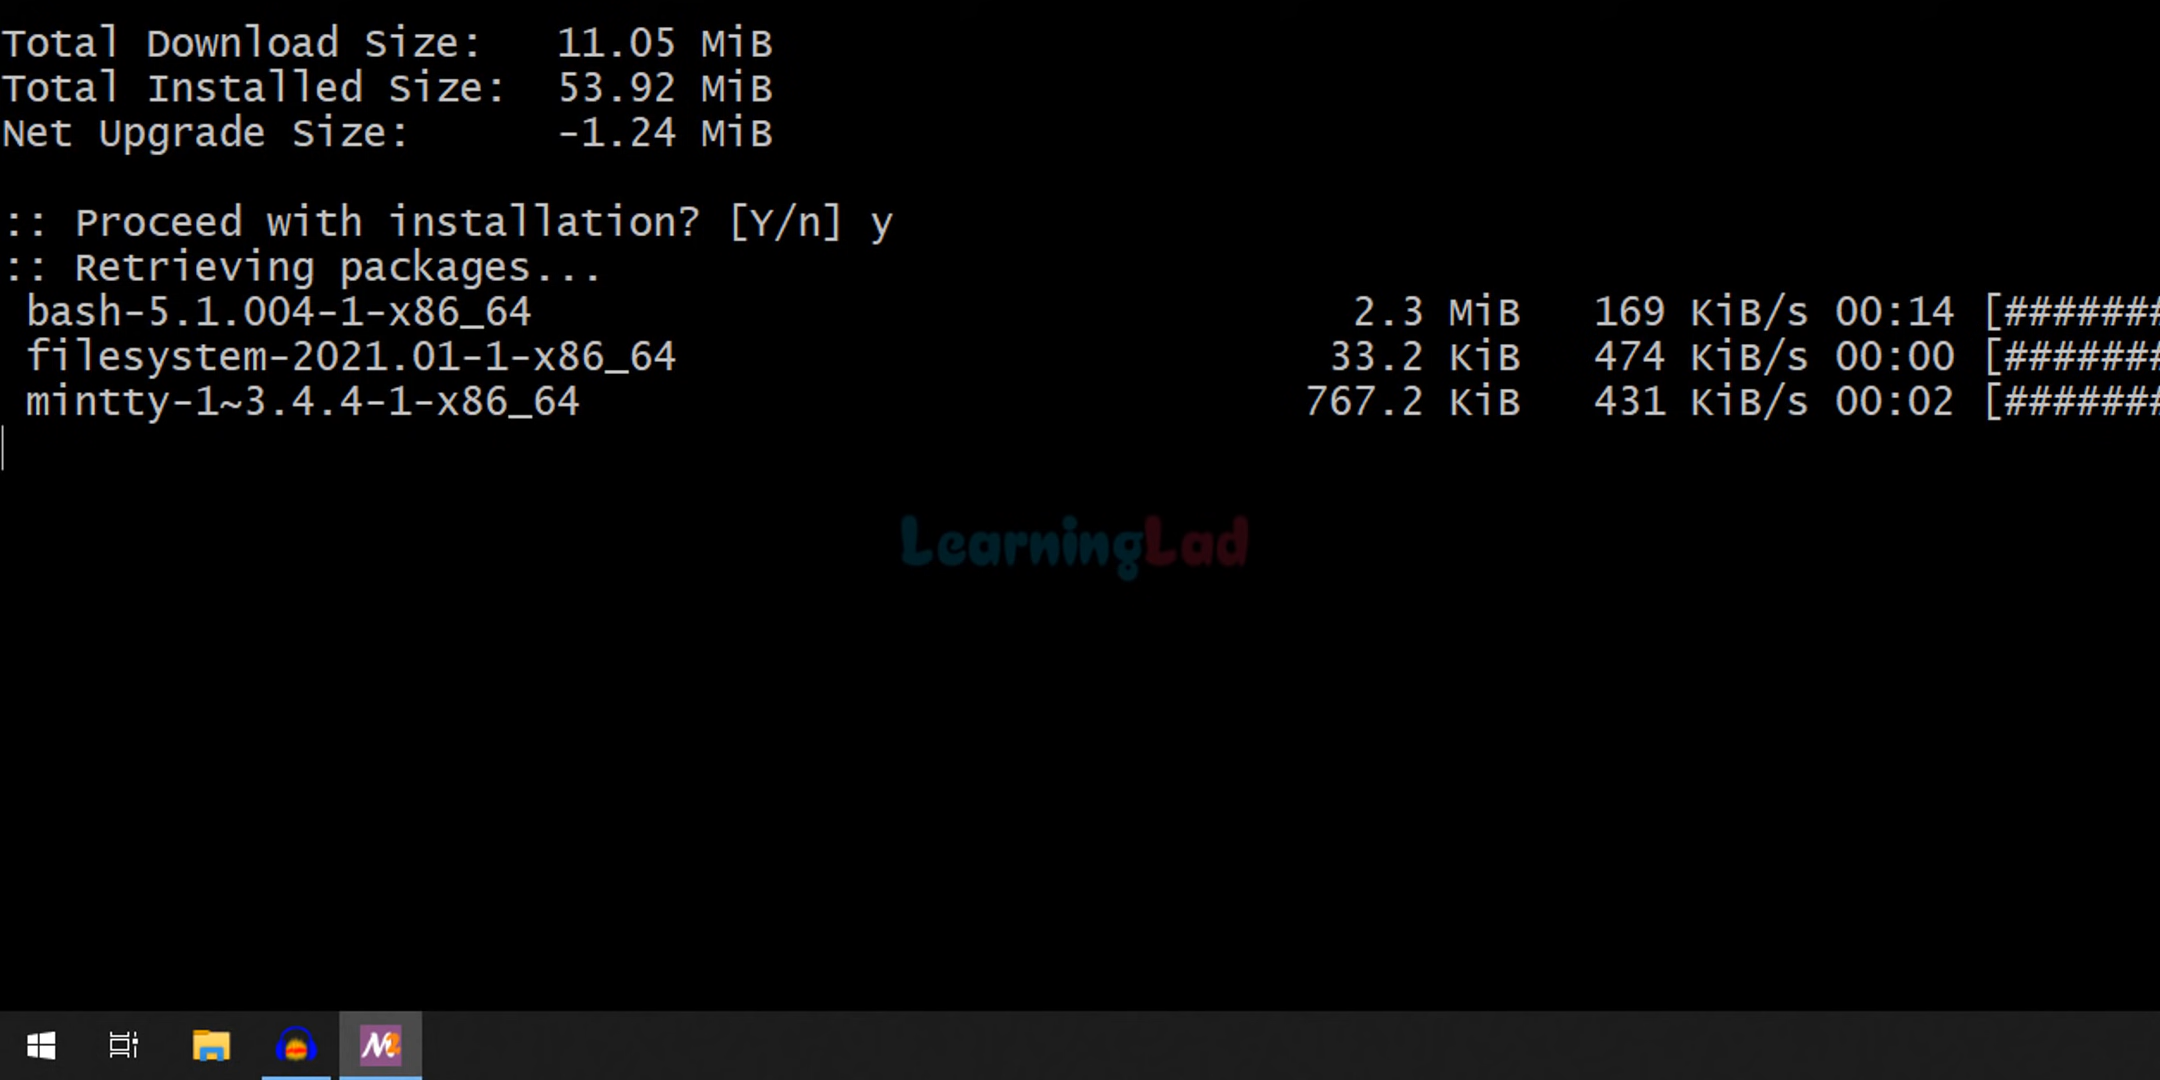 Total Download Size:   11.05 MiB
Total Installed Size:  53.92 MiB
Net Upgrade Size:      -1.24 MiB
:: Proceed with installation? [Y/n] y
:: Retrieving packages...
bash-5.1.004-1-x86_64 2.3 MiB 169 KiB/s 00:14 [#######
filesystem-2021.01-1-x86_64 33.2 KiB 474 KiB/s 00:00 [#######
mintty-1~3.4.4-1-x86_64 767.2 KiB 431 KiB/s 00:02 [#######
LearningLad